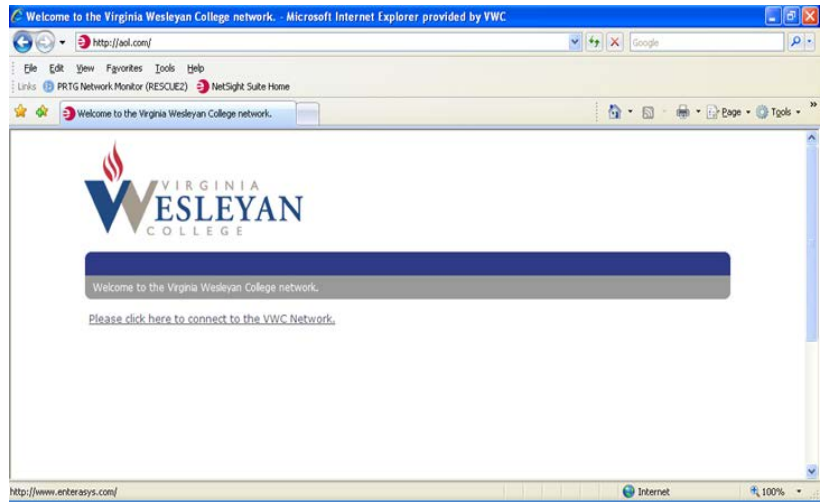 Welcome to the Virginia Wesleyan College network. - Microsoft Internet Explorer provided by VWC
http://aol.com/
Google
File Edit View Favorites Tools Help
Links PRTG Network Monitor (RESCUE2) NetSight Suite Home
Welcome to the Virginia Wesleyan College network.
Page Tools
VIRGINIA
WESLEYAN
COLLEGE
Welcome to the Virginia Wesleyan College network.
Please click here to connect to the VWC Network.
http://www.enterasys.com/
Internet
100%